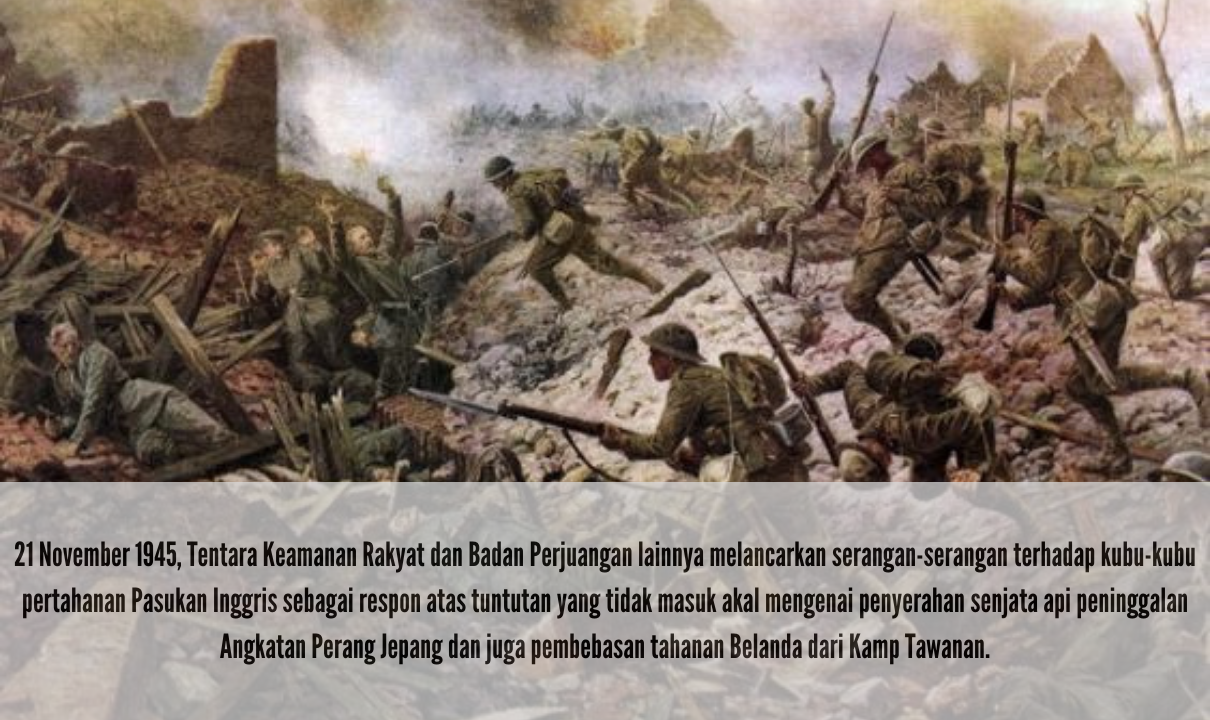 21 November 1945, Tentara Keamanan Rakyat dan Badan Perjuangan lainnya melancarkan serangan-serangan terhadap kubu-kubu
pertahanan Pasukan Inggris sebagai respon atas tuntutan yang tidak masuk akal mengenai penyerahan senjata api peninggalan
Angkatan Perang Jepang dan juga pembebasan tahanan Belanda dari Kamp Tawanan.